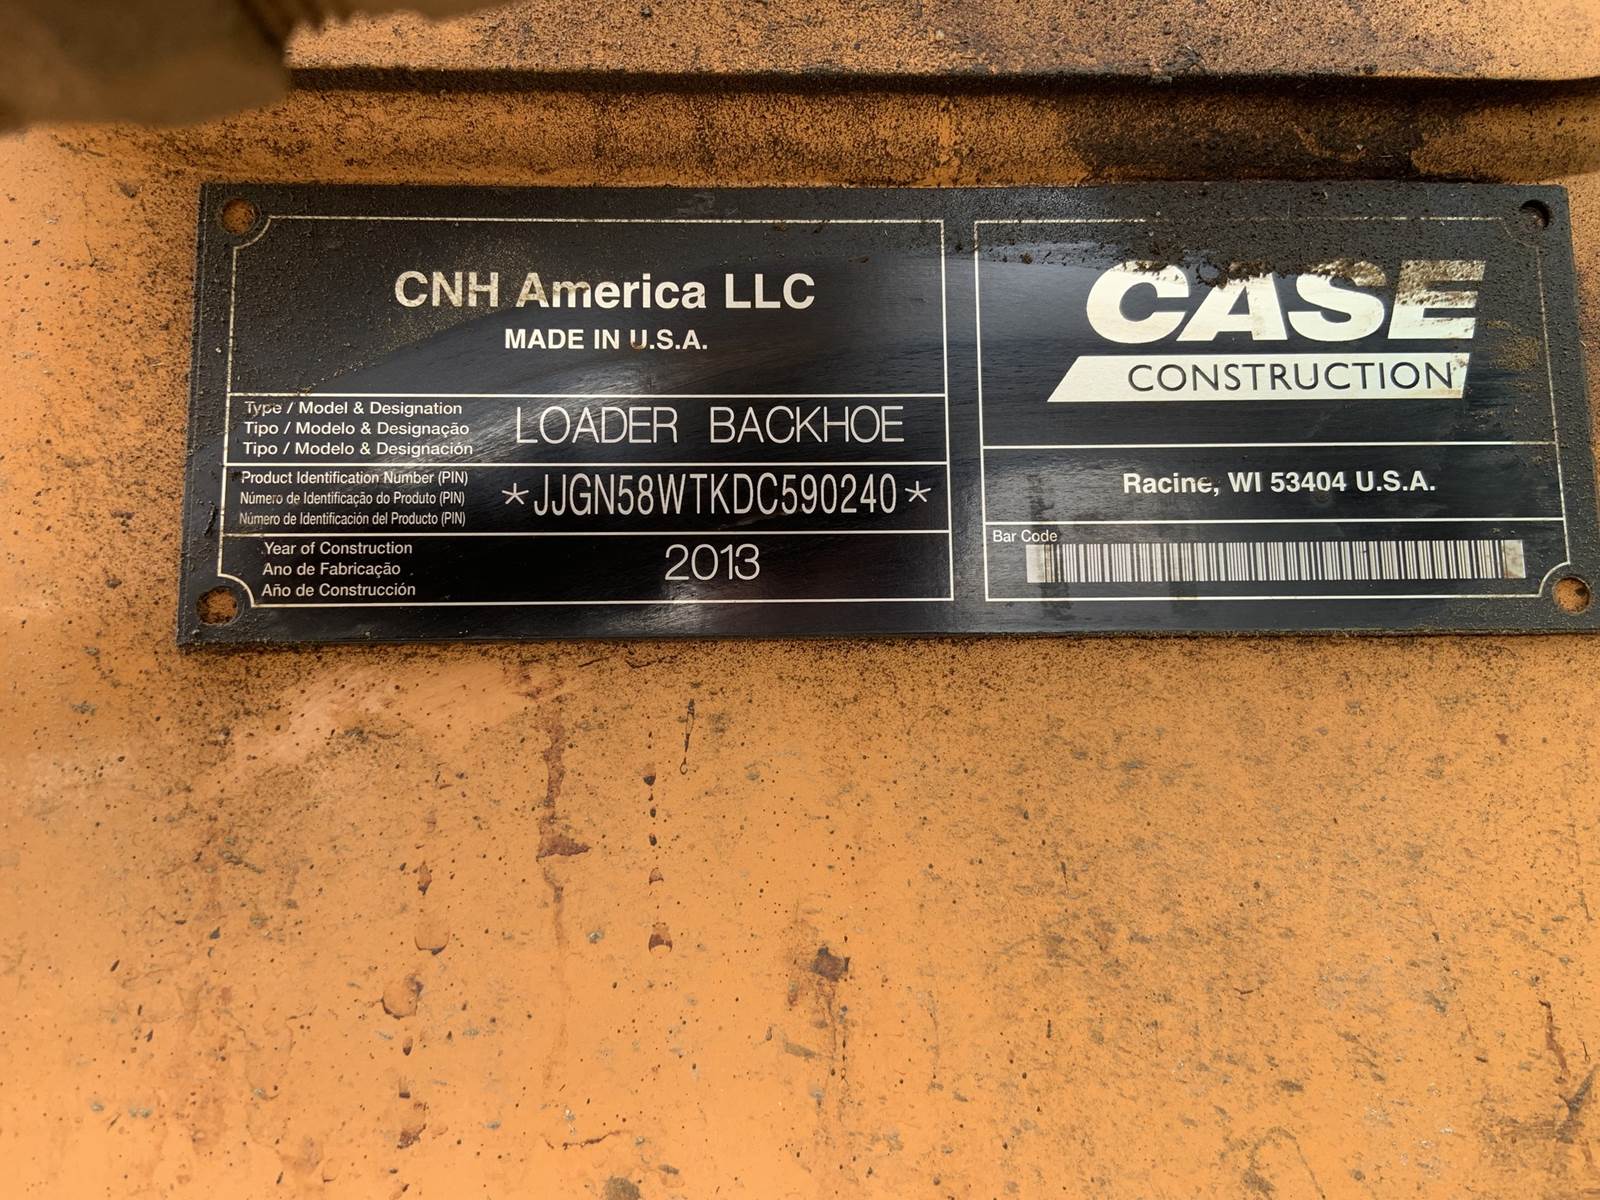 CNH America LLC
MADE IN U.S.A.
Type / Model & Designation
Tipo / Modelo & Designação
Tipo / Modelo & Designación
LOADER BACKHOE
Product Identification Number (PIN)
Número de Identificação do Produto (PIN)
Número de Identificación del Producto (PIN)
*JJGN58WTKDC590240*
Year of Construction
Ano de Fabricação
Año de Construcción
2013
CASE
CONSTRUCTION
Racine, WI 53404 U.S.A.
Bar Code